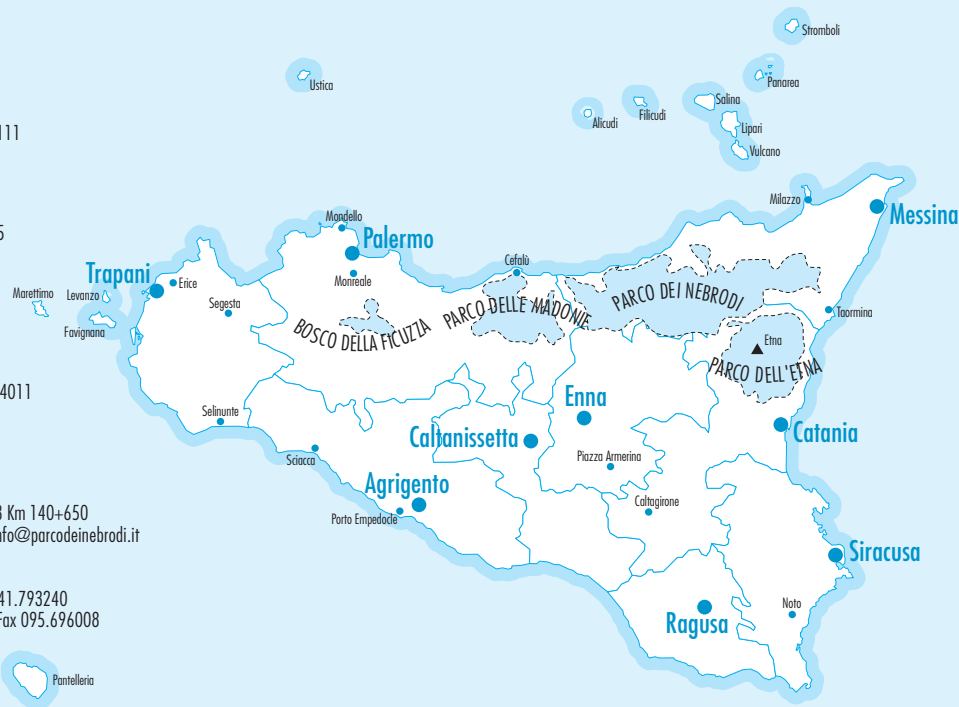 Stromboli
Ustica
Panarea
Salina
Filicudi
Alicudi
Lipari
Vulcano
111
5
4011
3 Km 140+650
nfo@parcodeinebrodi.it
41.793240
Fax 095.696008
Milazzo
Messina
Mondello
Palermo
Cefalù
Monreale
Trapani
Erice
Marettimo
Levanzo
Segesta
Favignana
BOSCO DELLA FICUZZA
PARCO DELLE MADONIE
PARCO DEI NEBRODI
Taormina
Etna
PARCO DELL'ETNA
Enna
Selinunte
Caltanissetta
Catania
Sciacca
Piazza Armerina
Agrigento
Caltagirone
Porto Empedocle
Siracusa
Ragusa
Noto
Pantelleria